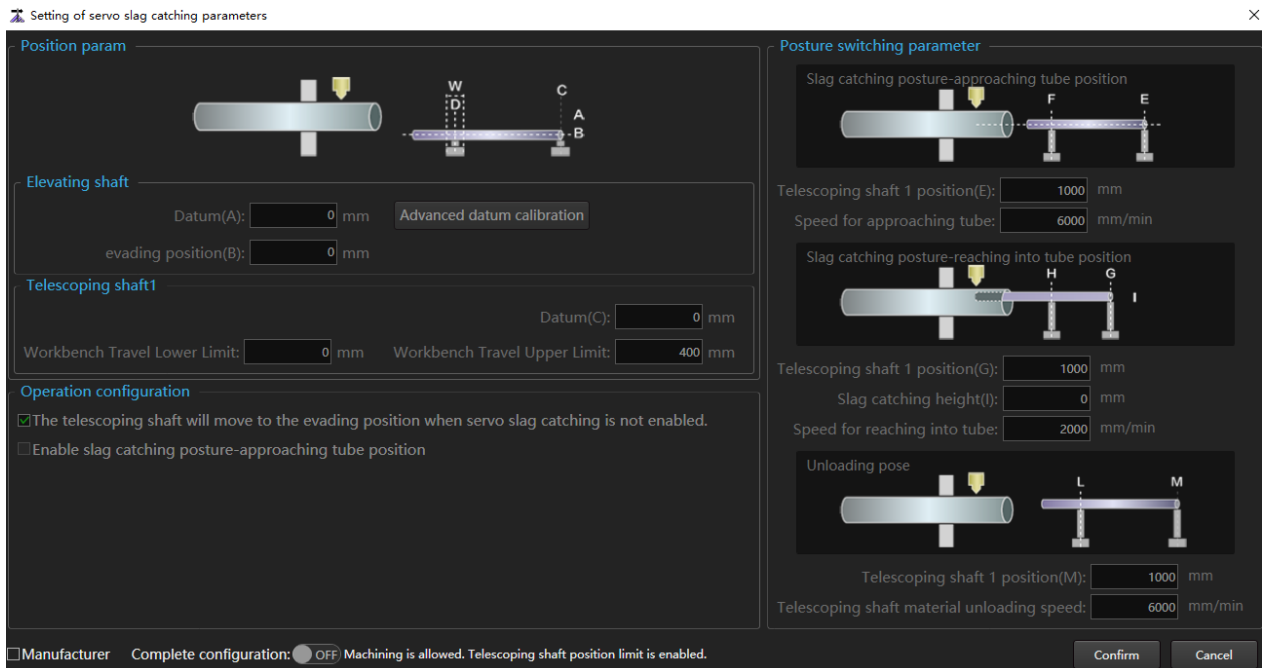 Setting of servo slag catching parameters
Position param
W
D
C
A
B
Elevating shaft
Datum(A): 0 mm Advanced datum calibration
evading position(B): 0 mm
Telescoping shaft1
Datum(C): 0 mm
Workbench Travel Lower Limit: 0 mm Workbench Travel Upper Limit: 400 mm
Operation configuration
The telescoping shaft will move to the evading position when servo slag catching is not enabled.
Enable slag catching posture-approaching tube position
Posture switching parameter
Slag catching posture-approaching tube position
F E
Telescoping shaft 1 position(E): 1000 mm
Speed for approaching tube: 6000 mm/min
Slag catching posture-reaching into tube position
H G
I
Telescoping shaft 1 position(G): 1000 mm
Slag catching height(I): 0 mm
Speed for reaching into tube: 2000 mm/min
Unloading pose
L M
Telescoping shaft 1 position(M): 1000 mm
Telescoping shaft material unloading speed: 6000 mm/min
Manufacturer Complete configuration: OFF Machining is allowed. Telescoping shaft position limit is enabled.
Confirm Cancel